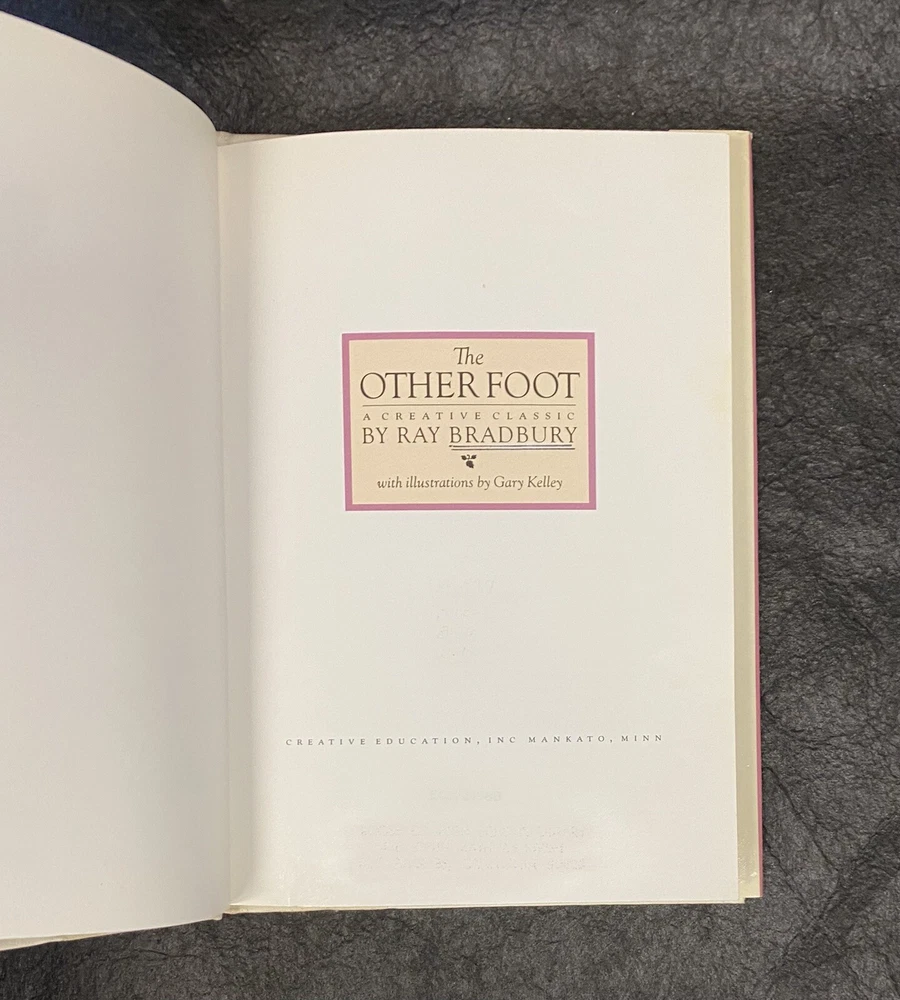 The
OTHER FOOT
A CREATIVE CLASSIC
BY RAY BRADBURY
with illustrations by Gary Kelley
CREATIVE EDUCATION, INC MANKATO, MINN